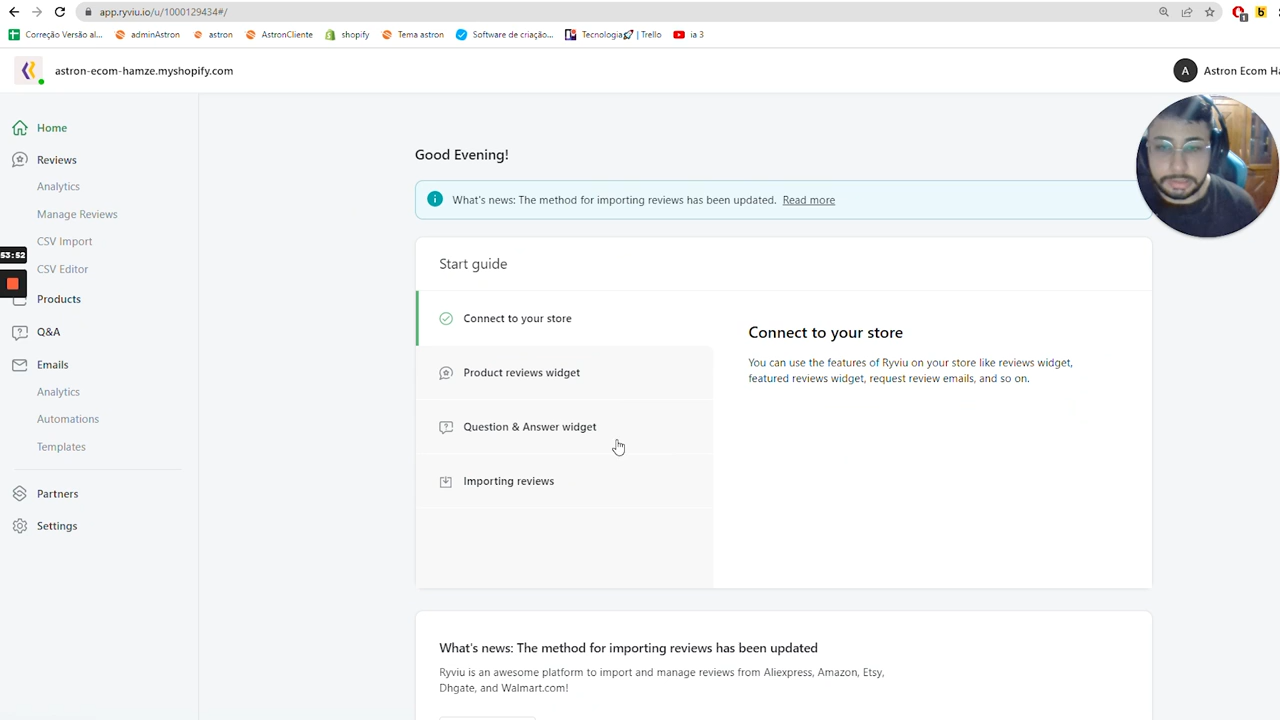 app.ryviu.io/u/1000129434#/
Correção Versão al...
adminAstron
astron
AstronCliente
shopify
Tema astron
Software de criação...
Tecnologia🚀 | Trello
ia 3
astron-ecom-hamze.myshopify.com
A
Astron Ecom Ha
Home
Reviews
Analytics
Manage Reviews
CSV Import
CSV Editor
53:52
Products
Q&A
Emails
Analytics
Automations
Templates
Partners
Settings
Good Evening!
What's news: The method for importing reviews has been updated. Read more
Start guide
Connect to your store
Product reviews widget
Question & Answer widget
Importing reviews
Connect to your store
You can use the features of Ryviu on your store like reviews widget,
featured reviews widget, request review emails, and so on.
What's news: The method for importing reviews has been updated
Ryviu is an awesome platform to import and manage reviews from Aliexpress, Amazon, Etsy,
Dhgate, and Walmart.com!